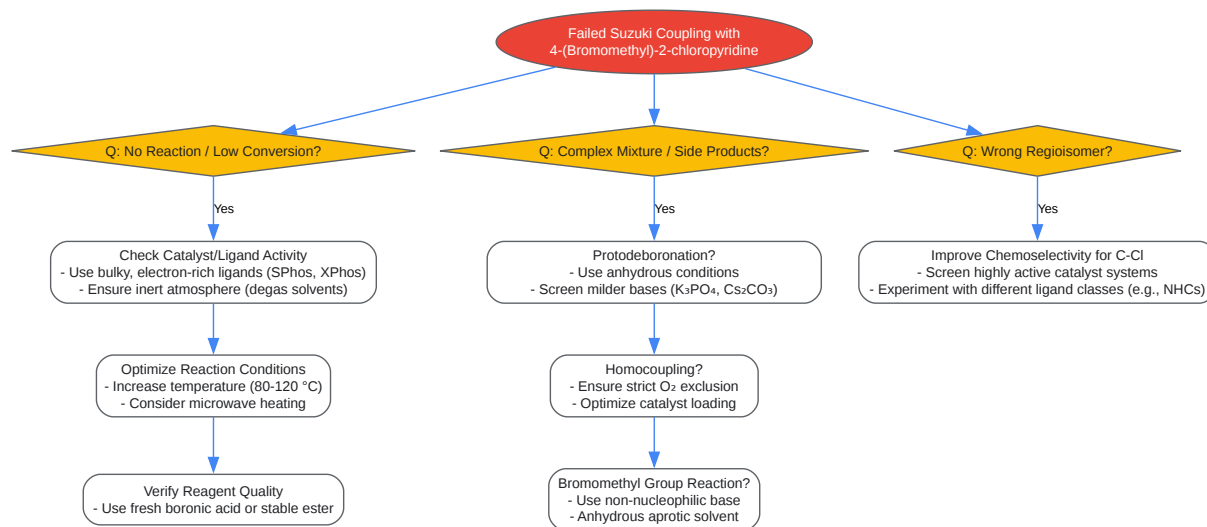 Failed Suzuki Coupling with
4-(Bromomethyl)-2-chloropyridine
Q: No Reaction / Low Conversion?
Q: Complex Mixture / Side Products?
Q: Wrong Regioisomer?
Yes
Yes
Yes
Check Catalyst/Ligand Activity
- Use bulky, electron-rich ligands (SPhos, XPhos)
- Ensure inert atmosphere (degas solvents)
Protodeboronation?
- Use anhydrous conditions
- Screen milder bases (K₃PO₄, Cs₂CO₃)
Improve Chemoselectivity for C-Cl
- Screen highly active catalyst systems
- Experiment with different ligand classes (e.g., NHCs)
Optimize Reaction Conditions
- Increase temperature (80-120 °C)
- Consider microwave heating
Homocoupling?
- Ensure strict O₂ exclusion
- Optimize catalyst loading
Verify Reagent Quality
- Use fresh boronic acid or stable ester
Bromomethyl Group Reaction?
- Use non-nucleophilic base
- Anhydrous aprotic solvent